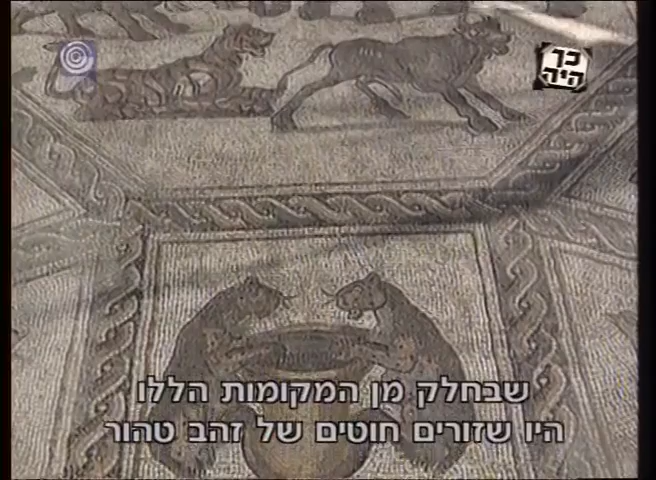 כך
היה
שבחלק מן המקומות הללו
היו שזורים חוטים של זהב טהור